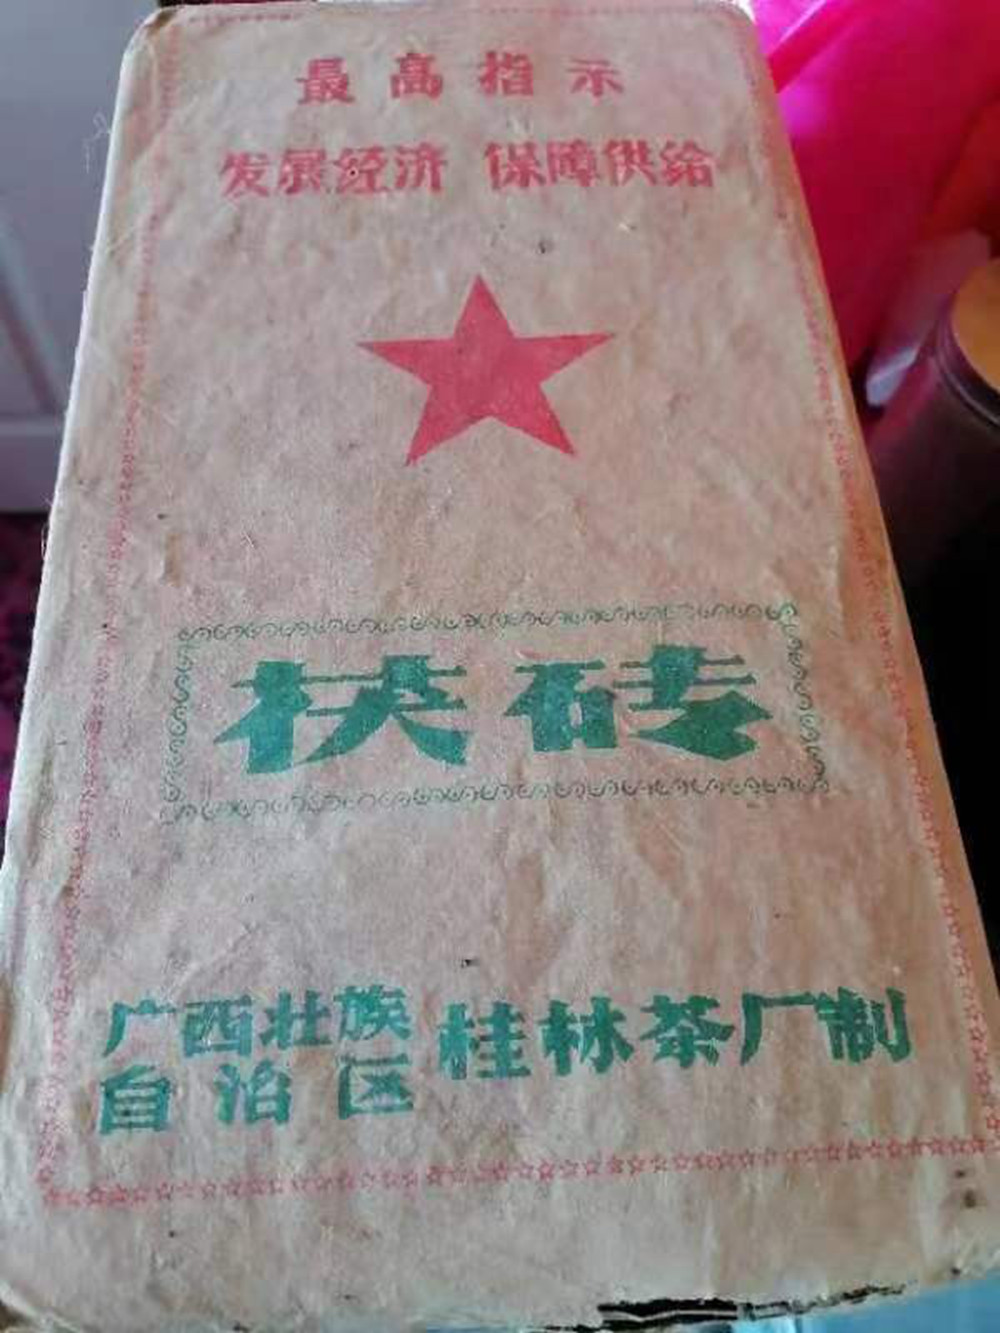 最高指示
发展经济 保障供给
茯砖
广西壮族
自治区
桂林茶厂制